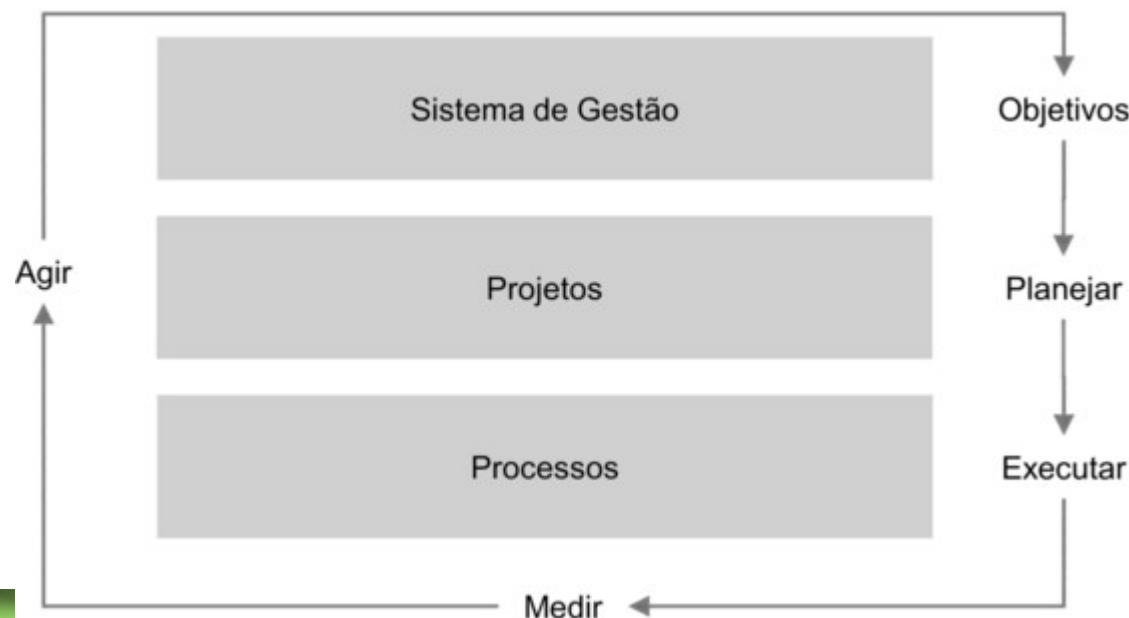 Sistema de Gestão
Objetivos
Agir
Projetos
Planejar
Processos
Executar
Medir